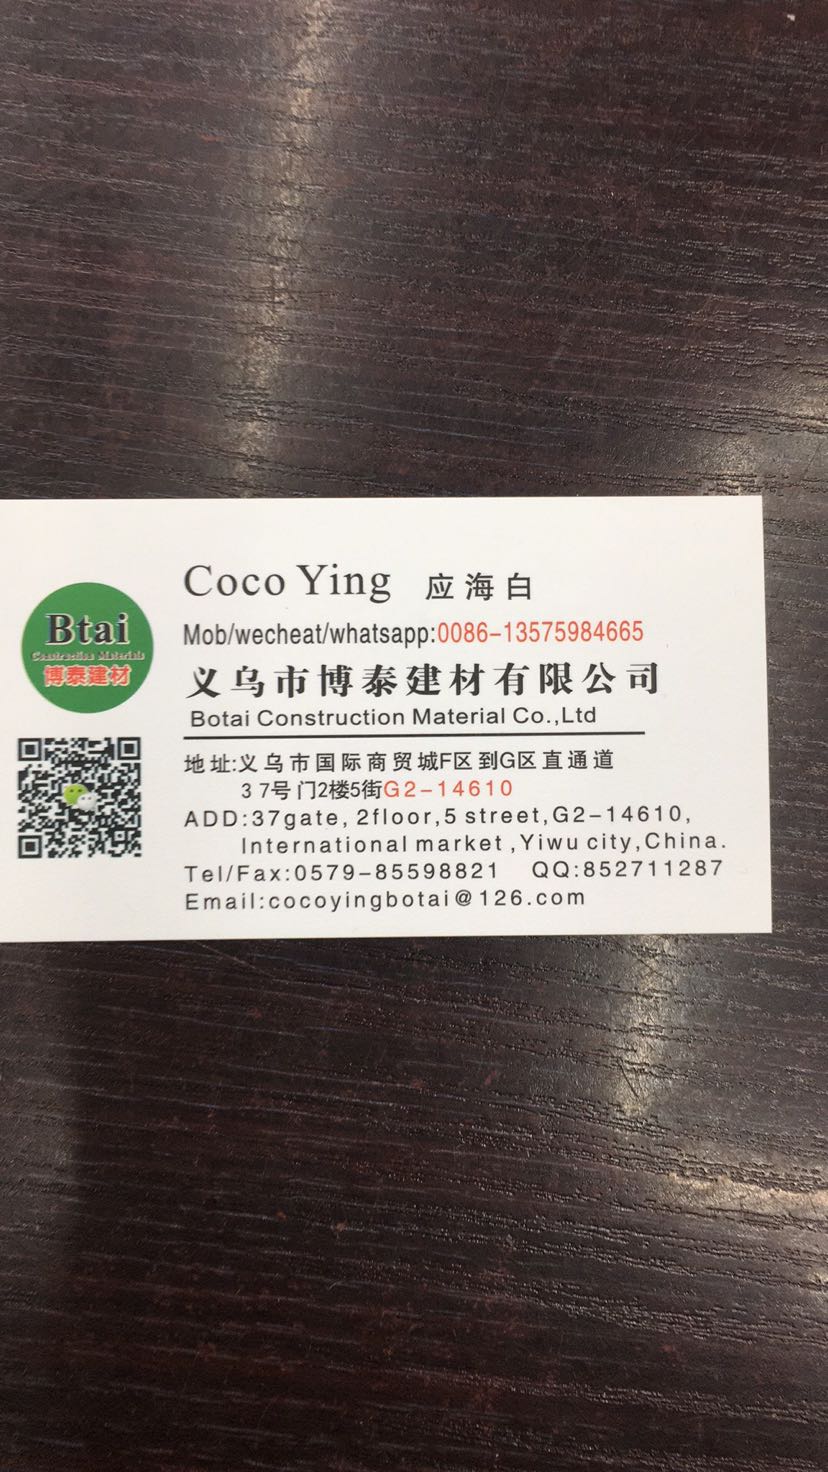 Coco Ying 应海白
Mob/wecheat/whatsapp:0086-13575984665
Btai
Construction Materials
博泰建材
义乌市博泰建材有限公司
Botai Construction Material Co.,Ltd
地址:义乌市国际商贸城F区到G区直通道
37号门2楼5街G2-14610
ADD:37gate, 2floor,5 street,G2-14610,
International market ,Yiwu city,China.
Tel/Fax:0579-85598821 QQ:852711287
Email:cocoyingbotai@126.com